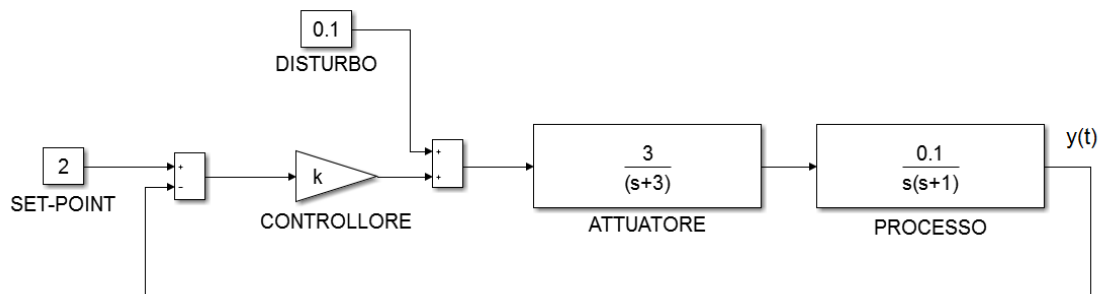 0.1
DISTURBO
y(t)
2
SET-POINT
+
−
k
CONTROLLORE
+
+
3
(s+3)
ATTUATORE
0.1
s(s+1)
PROCESSO